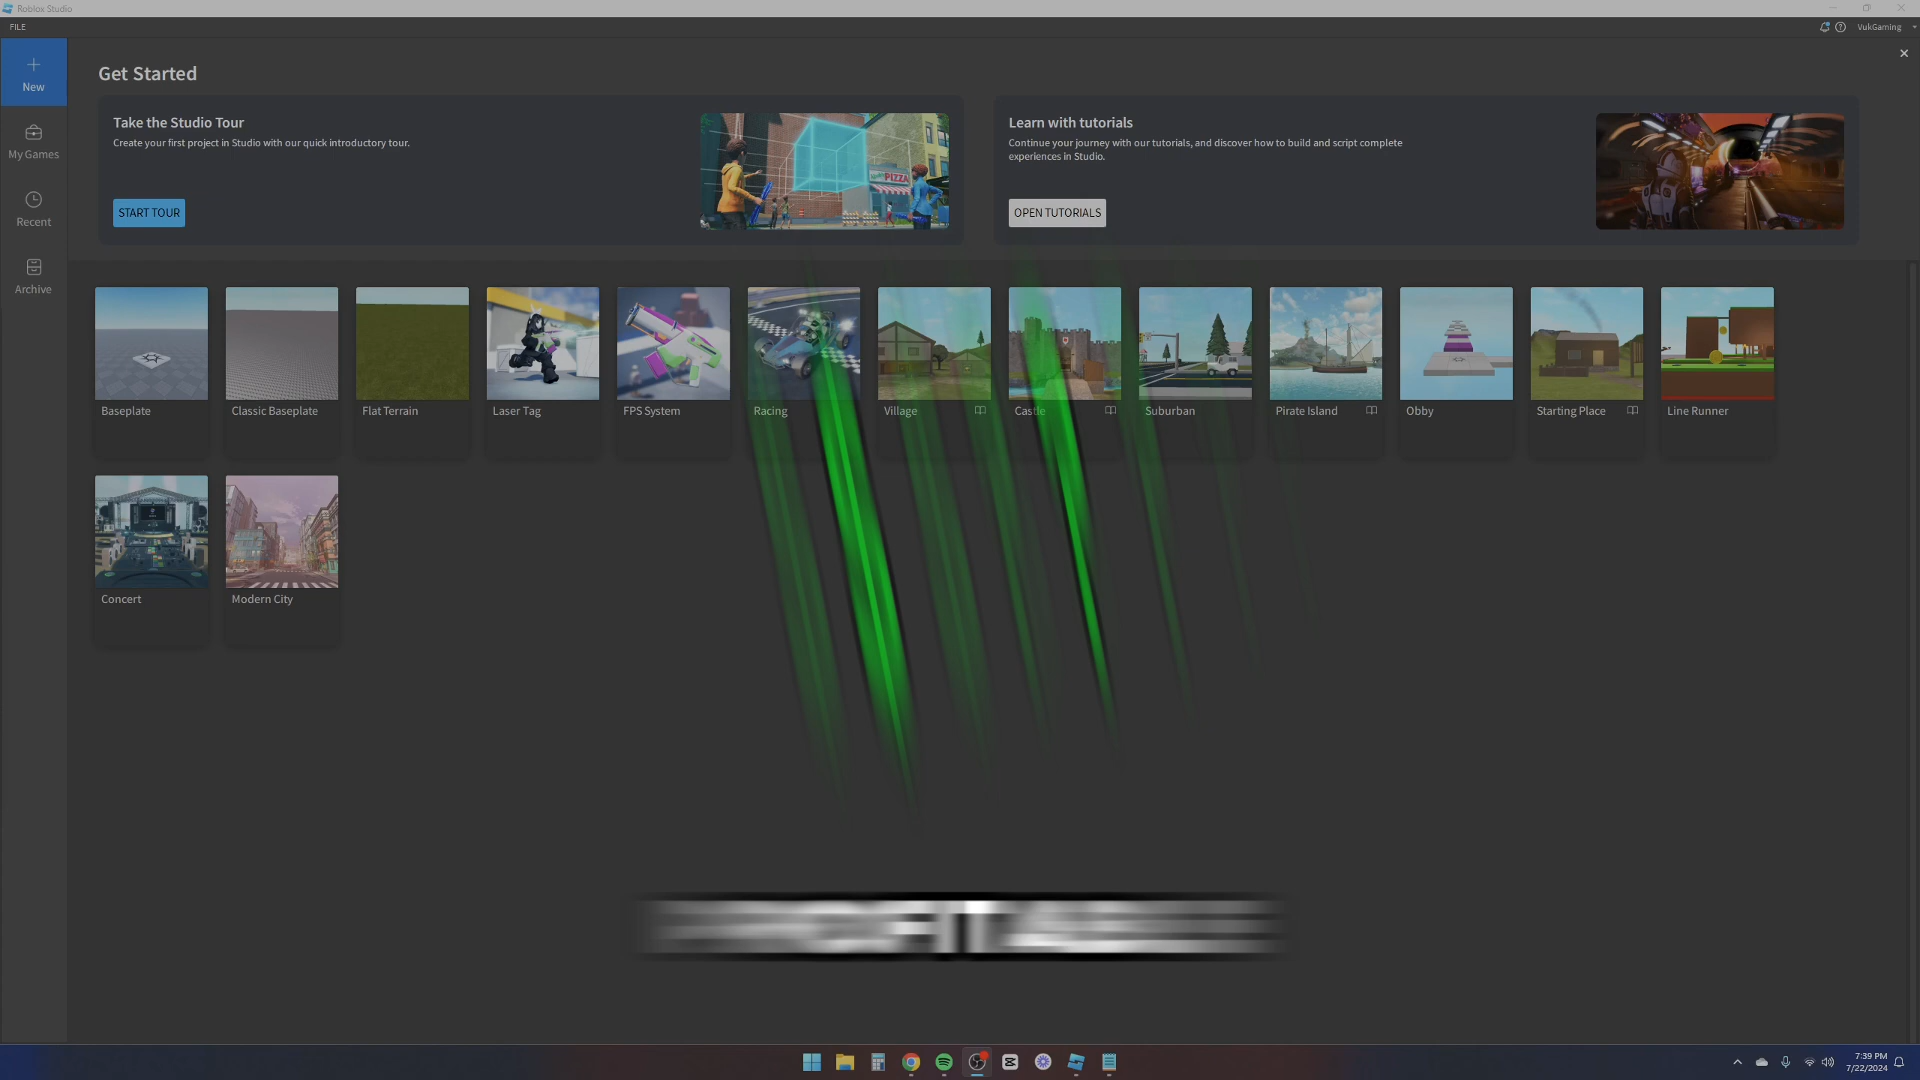 Roblox Studio
FILE
VukGaming
New
My Games
Recent
Archive
Get Started
Take the Studio Tour
Create your first project in Studio with our quick introductory tour.
START TOUR
PIZZA
Learn with tutorials
Continue your journey with our tutorials, and discover how to build and script complete
experiences in Studio.
OPEN TUTORIALS
Baseplate
Classic Baseplate
Flat Terrain
Laser Tag
FPS System
Racing
Village
Castle
Suburban
Pirate Island
Obby
Starting Place
Line Runner
Concert
Modern City
7:39 PM
7/22/2024